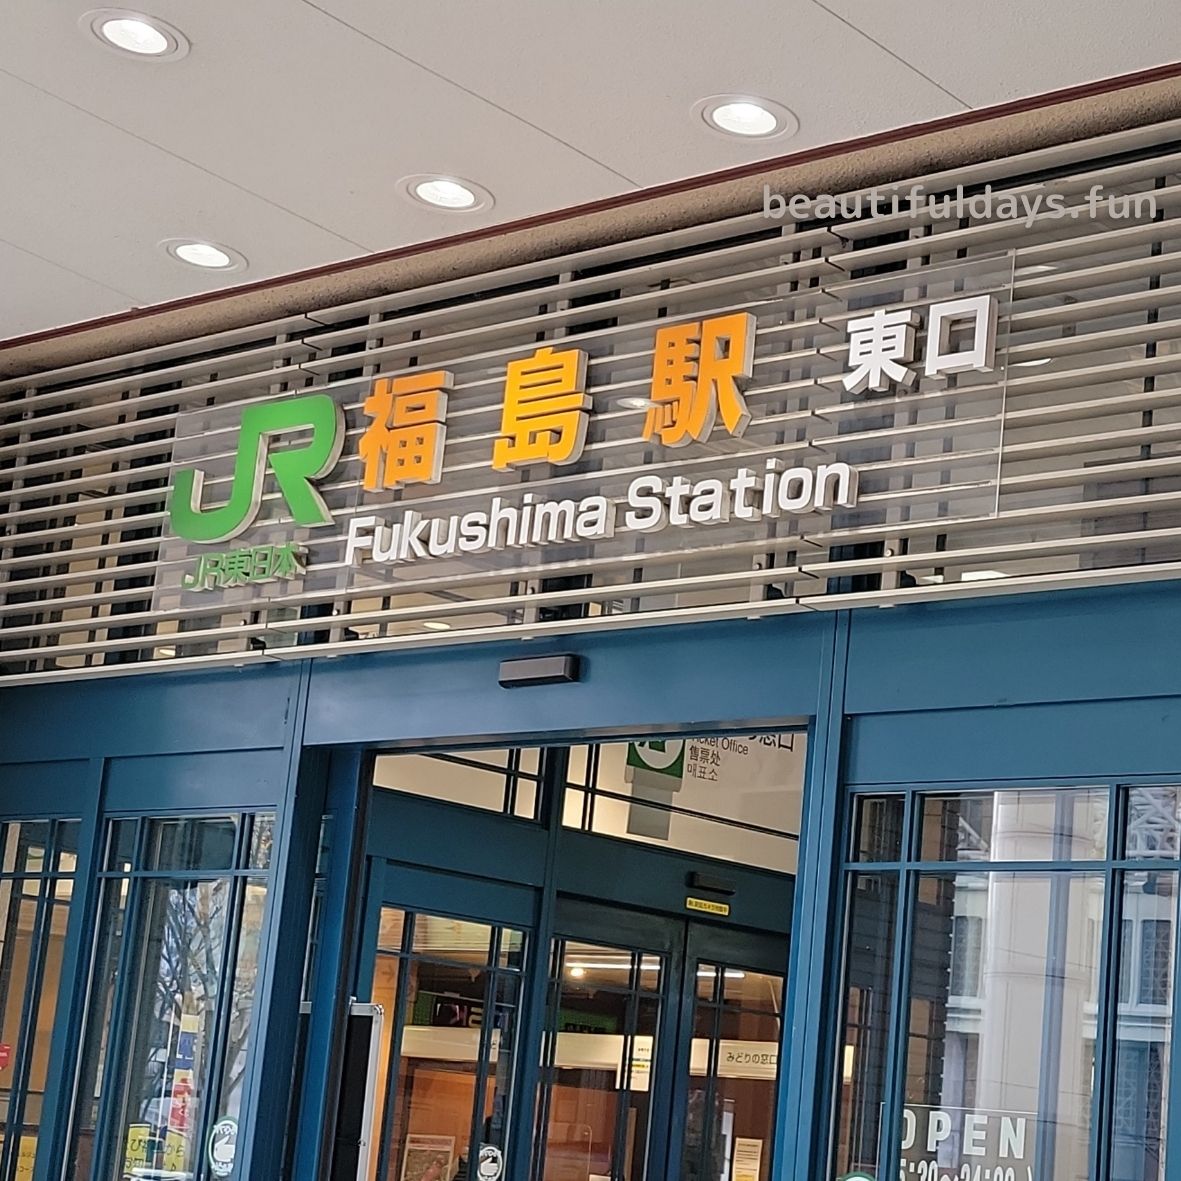 beautifuldays.fun
JR 福島駅 東口
JR東日本 Fukushima Station
Ticket Office
售票处
매표소
みどりの窓口
OPEN